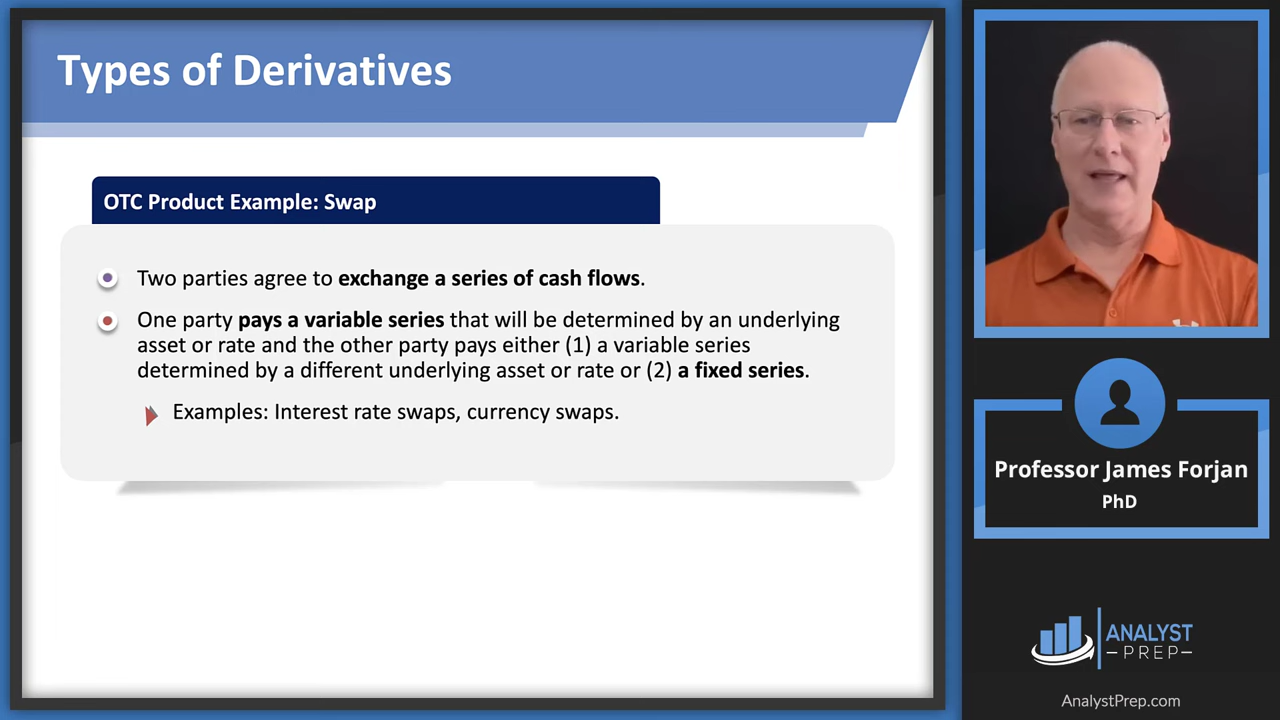 Types of Derivatives
OTC Product Example: Swap
Two parties agree to exchange a series of cash flows.
One party pays a variable series that will be determined by an underlying
asset or rate and the other party pays either (1) a variable series
determined by a different underlying asset or rate or (2) a fixed series.
Examples: Interest rate swaps, currency swaps.
Professor James Forjan
PhD
ANALYST
PREP
AnalystPrep.com